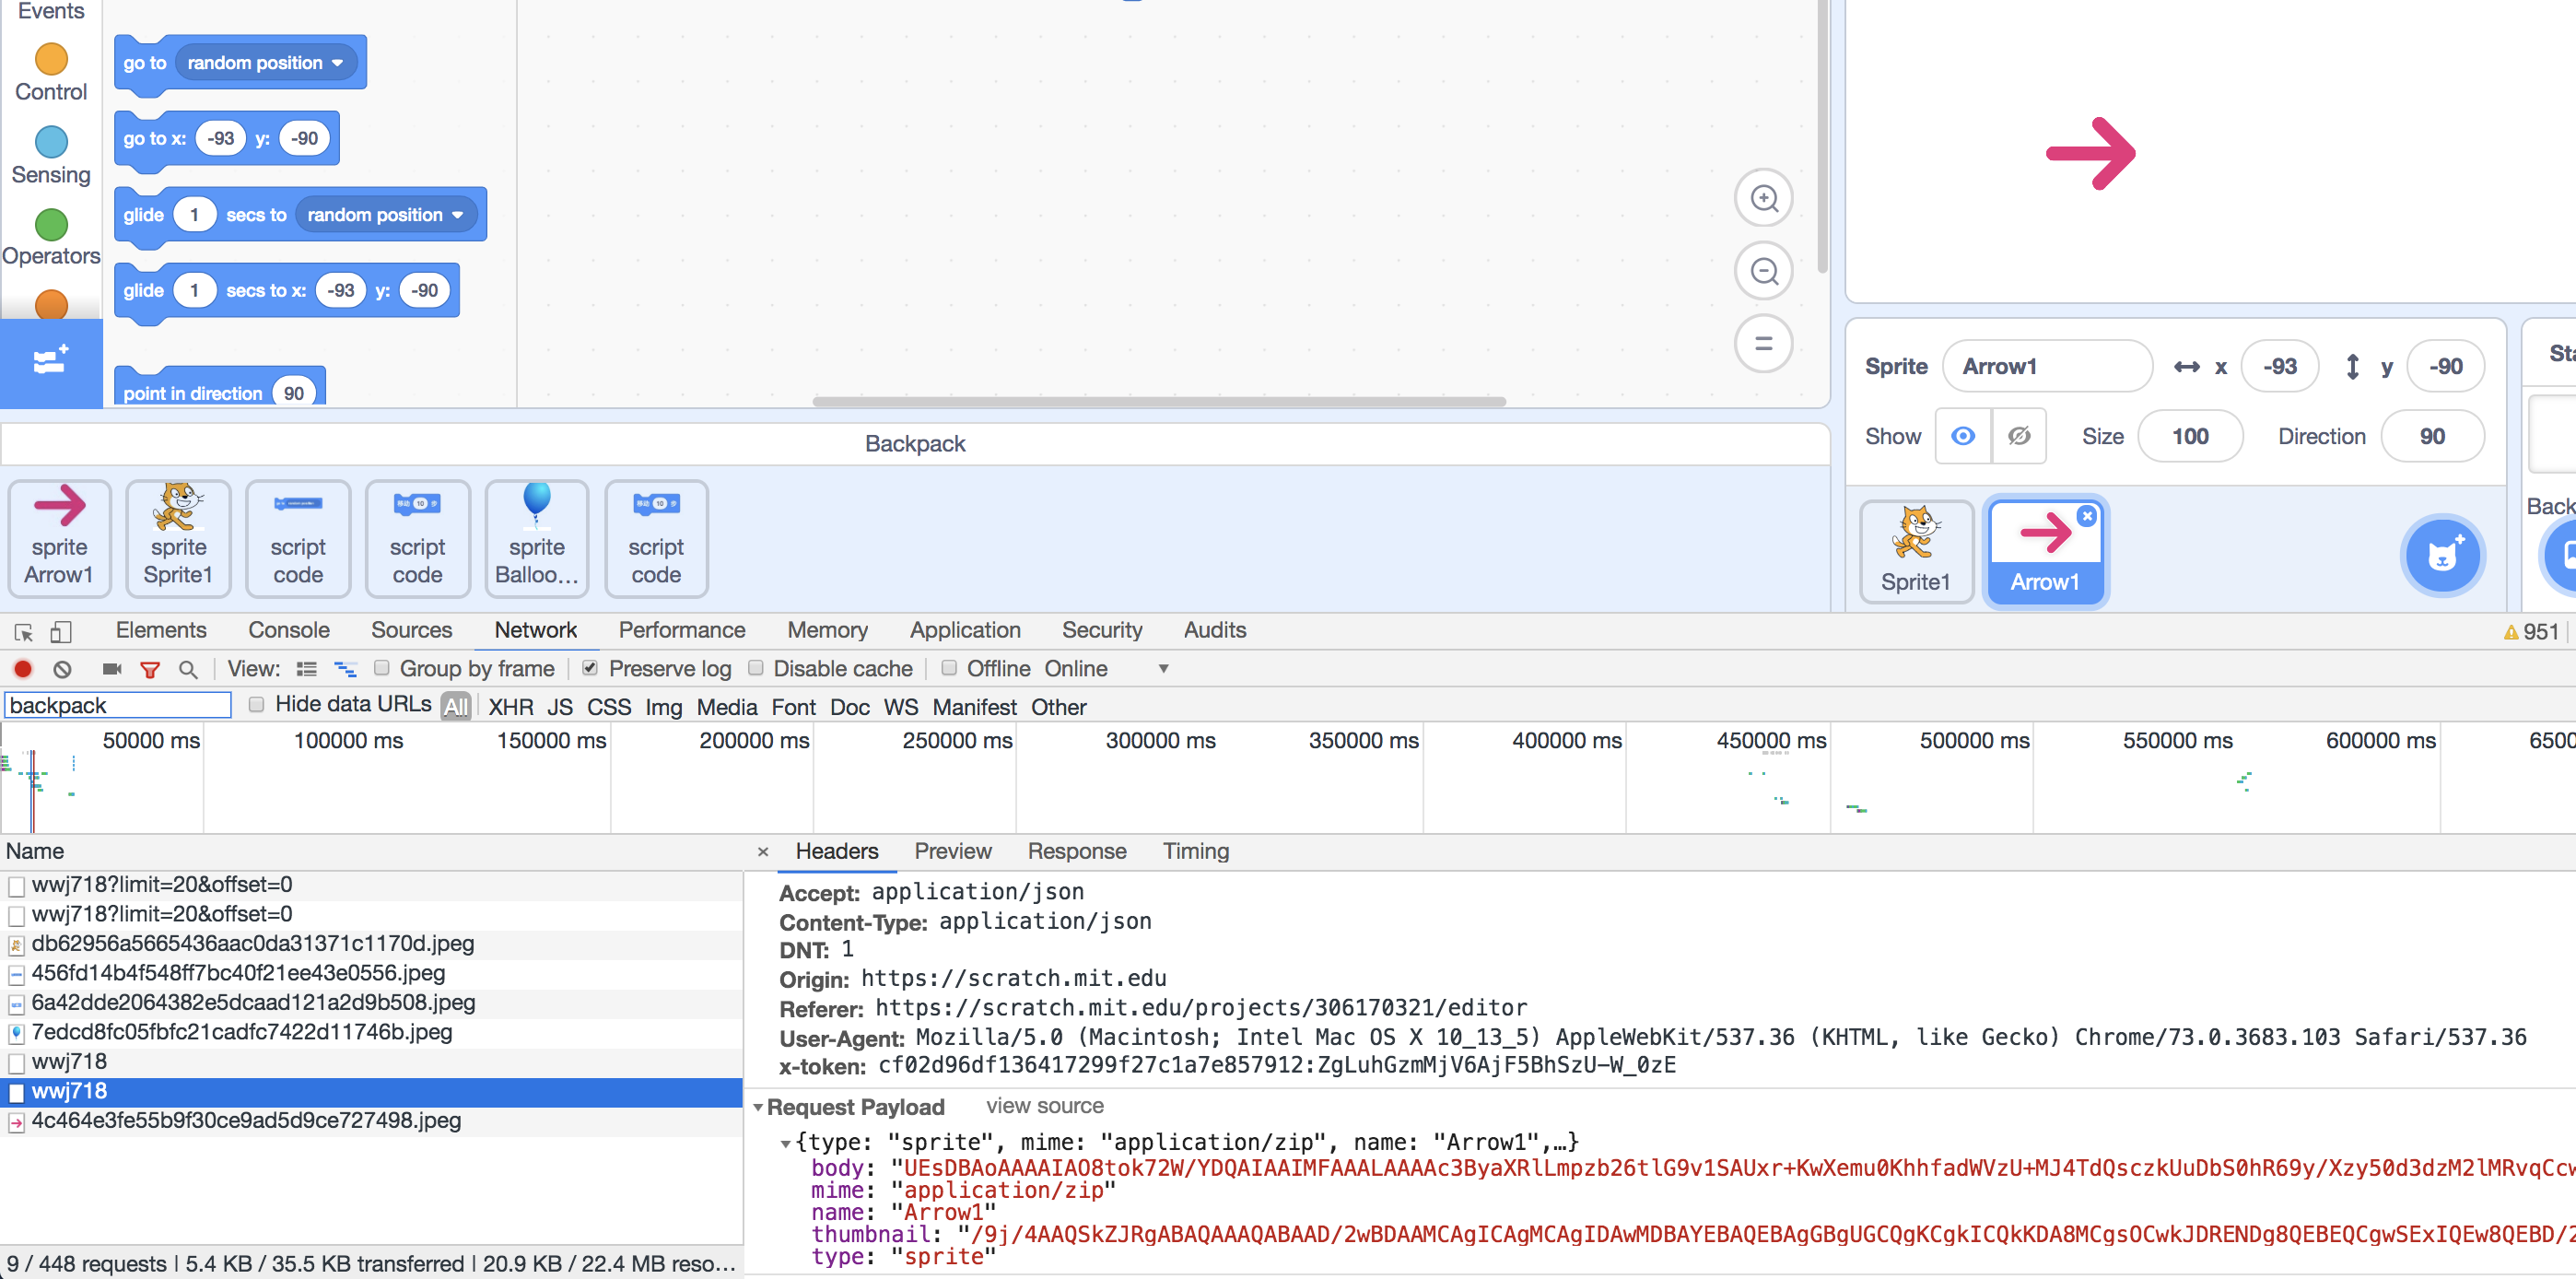 Events
Control
Sensing
Operators
go to random position
go to x: -93 y: -90
glide 1 secs to random position
glide 1 secs to x: -93 y: -90
point in direction 90
Sprite Arrow1 x -93 y -90
Show Size 100 Direction 90
Sprite1
Arrow1
Backpack
sprite Arrow1
sprite Sprite1
script code
script code
sprite Balloo...
script code
Elements Console Sources Network Performance Memory Application Security Audits 951
View: Group by frame Preserve log Disable cache Offline Online
backpack Hide data URLs All XHR JS CSS Img Media Font Doc WS Manifest Other
50000 ms 100000 ms 150000 ms 200000 ms 250000 ms 300000 ms 350000 ms 400000 ms 450000 ms 500000 ms 550000 ms 600000 ms
Name
wwj718?limit=20&offset=0
wwj718?limit=20&offset=0
db62956a5665436aac0da31371c1170d.jpeg
456fd14b4f548ff7bc40f21ee43e0556.jpeg
6a42dde2064382e5dcaad121a2d9b508.jpeg
7edcd8fc05fbfc21cadfc7422d11746b.jpeg
wwj718
wwj718
4c464e3fe55b9f30ce9ad5d9ce727498.jpeg
9 / 448 requests | 5.4 KB / 35.5 KB transferred | 20.9 KB / 22.4 MB reso...
× Headers Preview Response Timing
Accept: application/json
Content-Type: application/json
DNT: 1
Origin: https://scratch.mit.edu
Referer: https://scratch.mit.edu/projects/306170321/editor
User-Agent: Mozilla/5.0 (Macintosh; Intel Mac OS X 10_13_5) AppleWebKit/537.36 (KHTML, like Gecko) Chrome/73.0.3683.103 Safari/537.36
x-token: cf02d96df136417299f27c1a7e857912:ZgLuhGzmMjV6AjF5BhSzU-W_0zE
Request Payload view source
{type: "sprite", mime: "application/zip", name: "Arrow1",…}
body: "UEsDBAoAAAAIAO8tok72W/YDQAIAAIMFAAALAAAAc3ByaXRlLmpzb26tlG9v1SAUxr+KwXemu0KhhfadWVzU+MJ4TdQsczkUuDbS0hR69y/Xzy50d3dzM2lMRvqCcw
mime: "application/zip"
name: "Arrow1"
thumbnail: "/9j/4AAQSkZJRgABAQAAAQABAAD/2wBDAAMCAgICAgMCAgIDAwMDBAYEBAQEBAgGBgUGCQgKCgkICQkKDA8MCgsOCwkJDRENDg8QEBEQCgwSExIQEw8QEBD/2
type: "sprite"